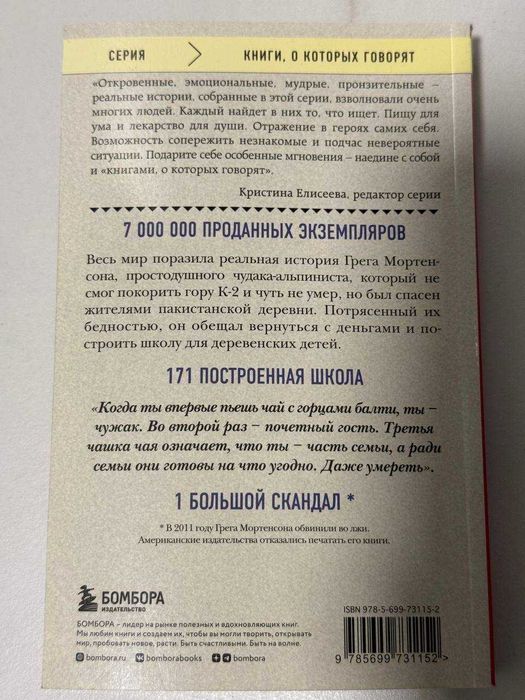 СЕРИЯ > КНИГИ, О КОТОРЫХ ГОВОРЯТ
«Откровенные, эмоциональные, мудрые, пронзительные –
реальные истории, собранные в этой серии, взволновали очень
многих людей. Каждый найдет в них то, что ищет. Пищу для
ума и лекарство для души. Отражение в героях самих себя.
Возможность сопережить незнакомые и подчас невероятные
ситуации. Подарите себе особенные мгновения – наедине с собой
и «книгами, о которых говорят».
Кристина Елисеева, редактор серии
7 000 000 ПРОДАННЫХ ЭКЗЕМПЛЯРОВ
Весь мир поразила реальная история Грега Мортен-
сона, простодушного чудака-альпиниста, который не
смог покорить гору К-2 и чуть не умер, но был спасен
жителями пакистанской деревни. Потрясенный их
бедностью, он обещал вернуться с деньгами и по-
строить школу для деревенских детей.
171 ПОСТРОЕННАЯ ШКОЛА
«Когда ты впервые пьешь чай с горцами балти, ты –
чужак. Во второй раз – почетный гость. Третья
чашка чая означает, что ты – часть семьи, а ради
семьи они готовы на что угодно. Даже умереть».
1 БОЛЬШОЙ СКАНДАЛ *
* В 2011 году Грега Мортенсона обвинили во лжи.
Американские издательства отказались печатать его книги.
БОМБОРА
ИЗДАТЕЛЬСТВО
БОМБОРА – лидер на рынке полезных и вдохновляющих книг.
Мы любим книги и создаем их, чтобы вы могли творить, открывать
мир, пробовать новое, расти. Быть счастливыми. Быть на волне.
bombora.ru bomborabooks bombora
ISBN 978-5-699-73115-2
9 785699 731152 >